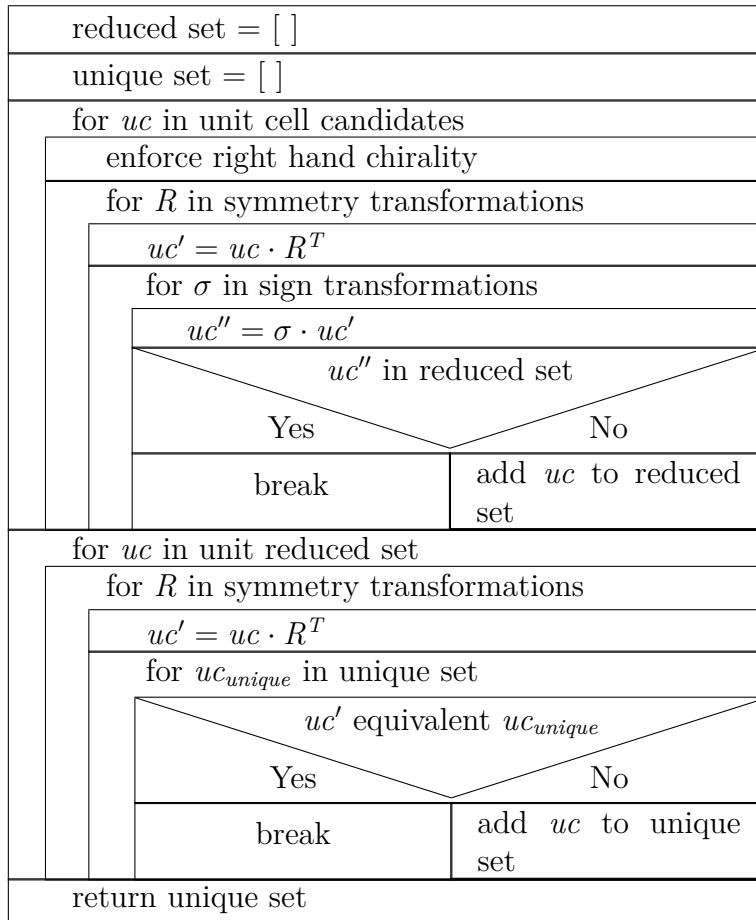 reduced set = [ ]
unique set = [ ]
for uc in unit cell candidates
enforce right hand chirality
for R in symmetry transformations
uc′ = uc · R^T
for σ in sign transformations
uc′′ = σ · uc′
uc′′ in reduced set
Yes No
break
add uc to reduced
set
for uc in unit reduced set
for R in symmetry transformations
uc′ = uc · R^T
for uc_unique in unique set
uc′ equivalent uc_unique
Yes No
break
add uc to unique
set
return unique set